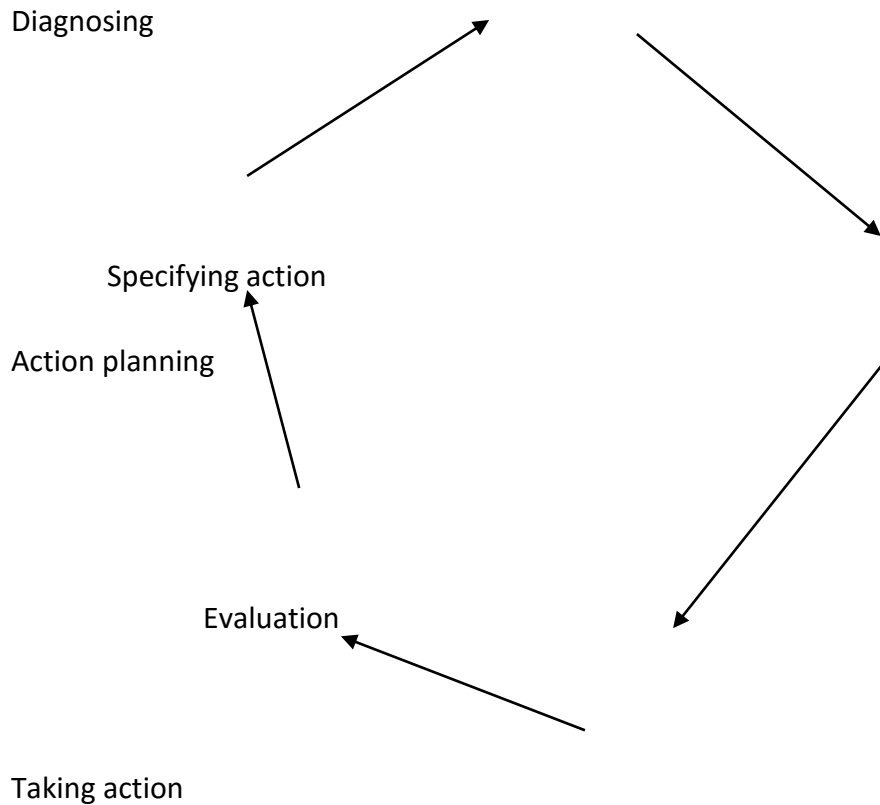 Diagnosing
Specifying action
Action planning
Evaluation
Taking action